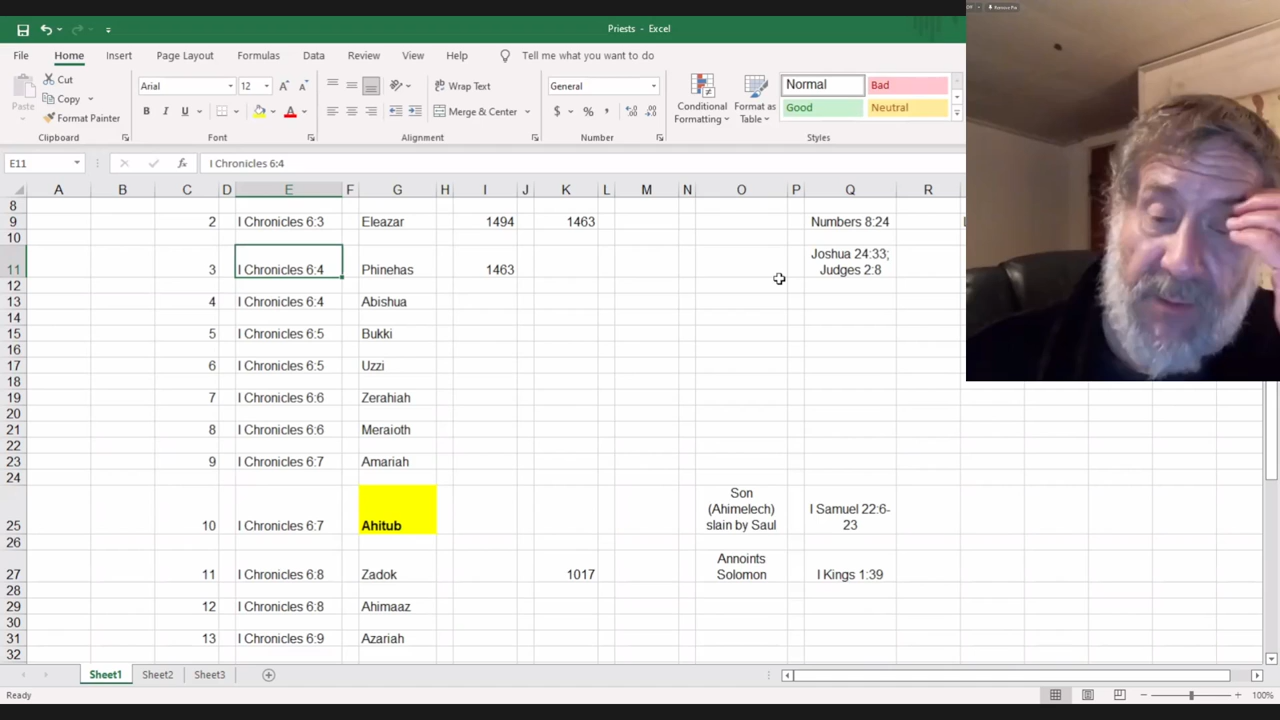 Priests - Excel
File Home Insert Page Layout Formulas Data Review View Help Tell me what you want to do
Paste
Cut
Copy
Format Painter
Clipboard
Arial 12
B I U
Font
Wrap Text
Merge & Center
Alignment
General
$ % ,
Number
Conditional
Formatting
Format as
Table
Normal Bad
Good Neutral
Styles
E11 fx I Chronicles 6:4
A B C D E F G H I J K L M N O P Q R
8
9 2 I Chronicles 6:3 Eleazar 1494 1463 Numbers 8:24
10
Joshua 24:33;
11 3 I Chronicles 6:4 Phinehas 1463 Judges 2:8
12
13 4 I Chronicles 6:4 Abishua
14
15 5 I Chronicles 6:5 Bukki
16
17 6 I Chronicles 6:5 Uzzi
18
19 7 I Chronicles 6:6 Zerahiah
20
21 8 I Chronicles 6:6 Meraioth
22
23 9 I Chronicles 6:7 Amariah
24
Son
(Ahimelech) I Samuel 22:6-
25 10 I Chronicles 6:7 Ahitub slain by Saul 23
26
Annoints
27 11 I Chronicles 6:8 Zadok 1017 Solomon I Kings 1:39
28
29 12 I Chronicles 6:8 Ahimaaz
30
31 13 I Chronicles 6:9 Azariah
32
Sheet1 Sheet2 Sheet3
Ready 100%